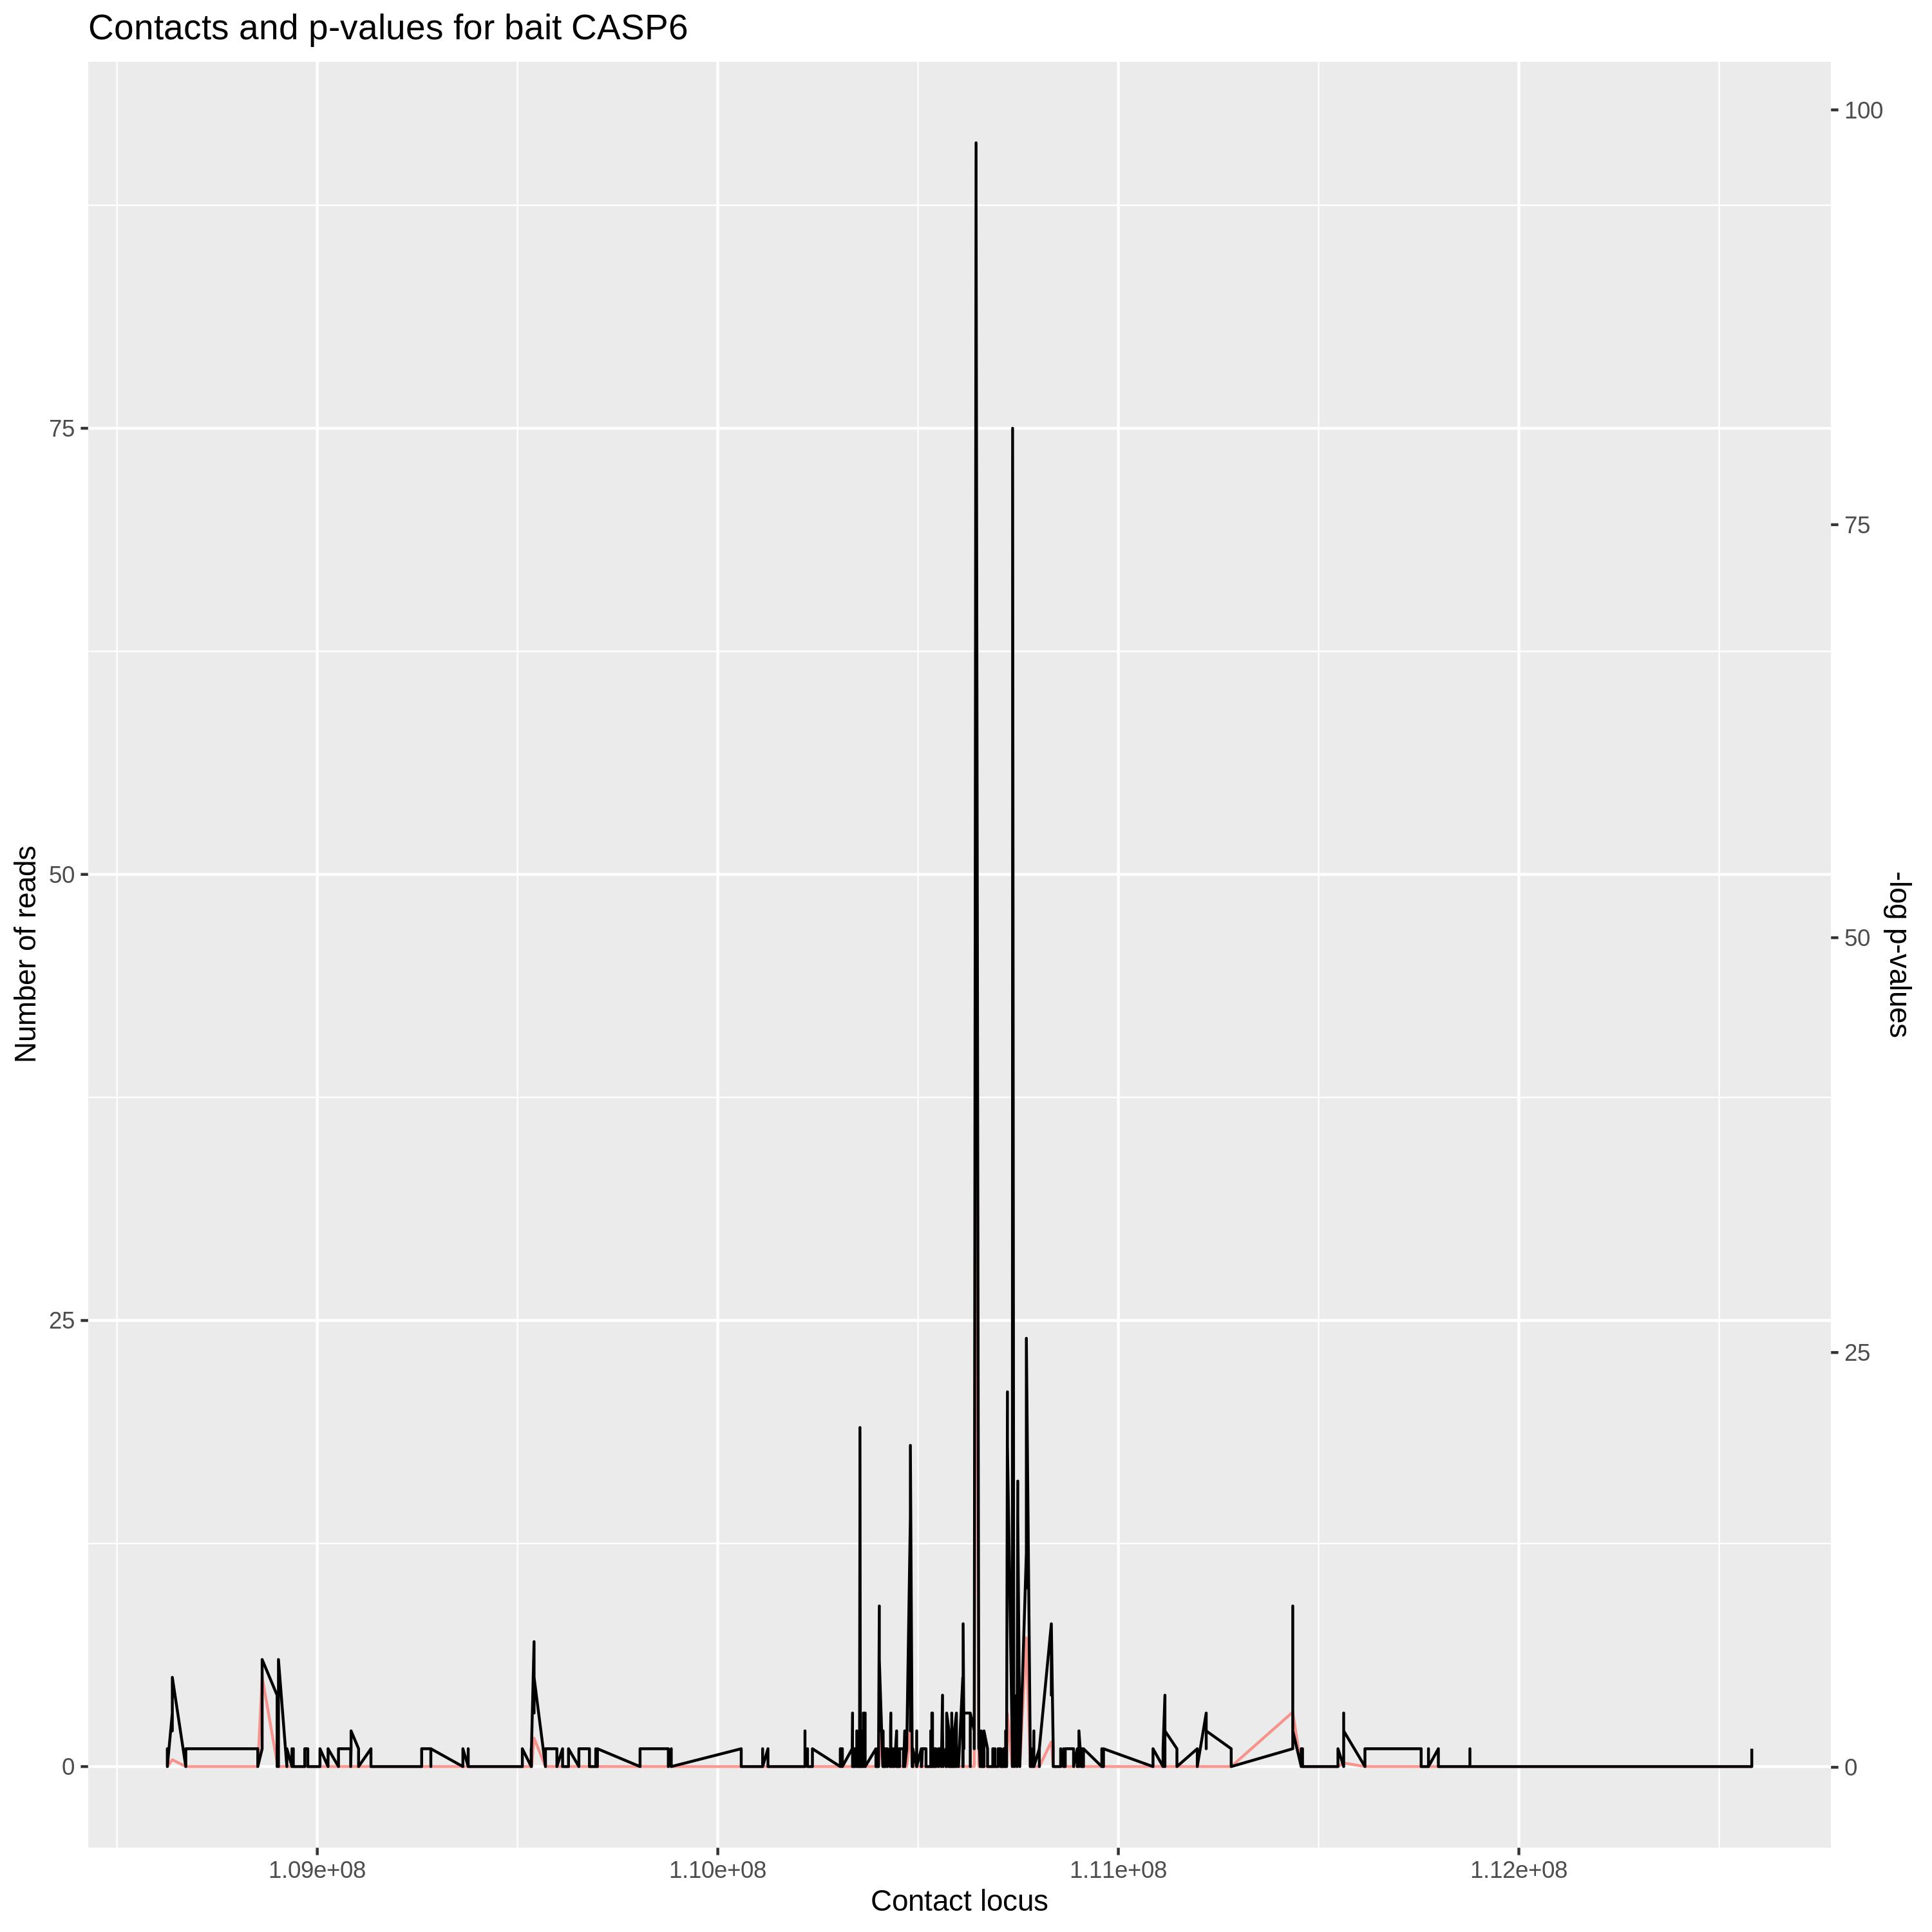 Contacts and p-values for bait CASP6
100
75
75
50
50
25
25
0
0
Number of reads
-log p-values
1.09e+08 1.10e+08 1.11e+08 1.12e+08
Contact locus